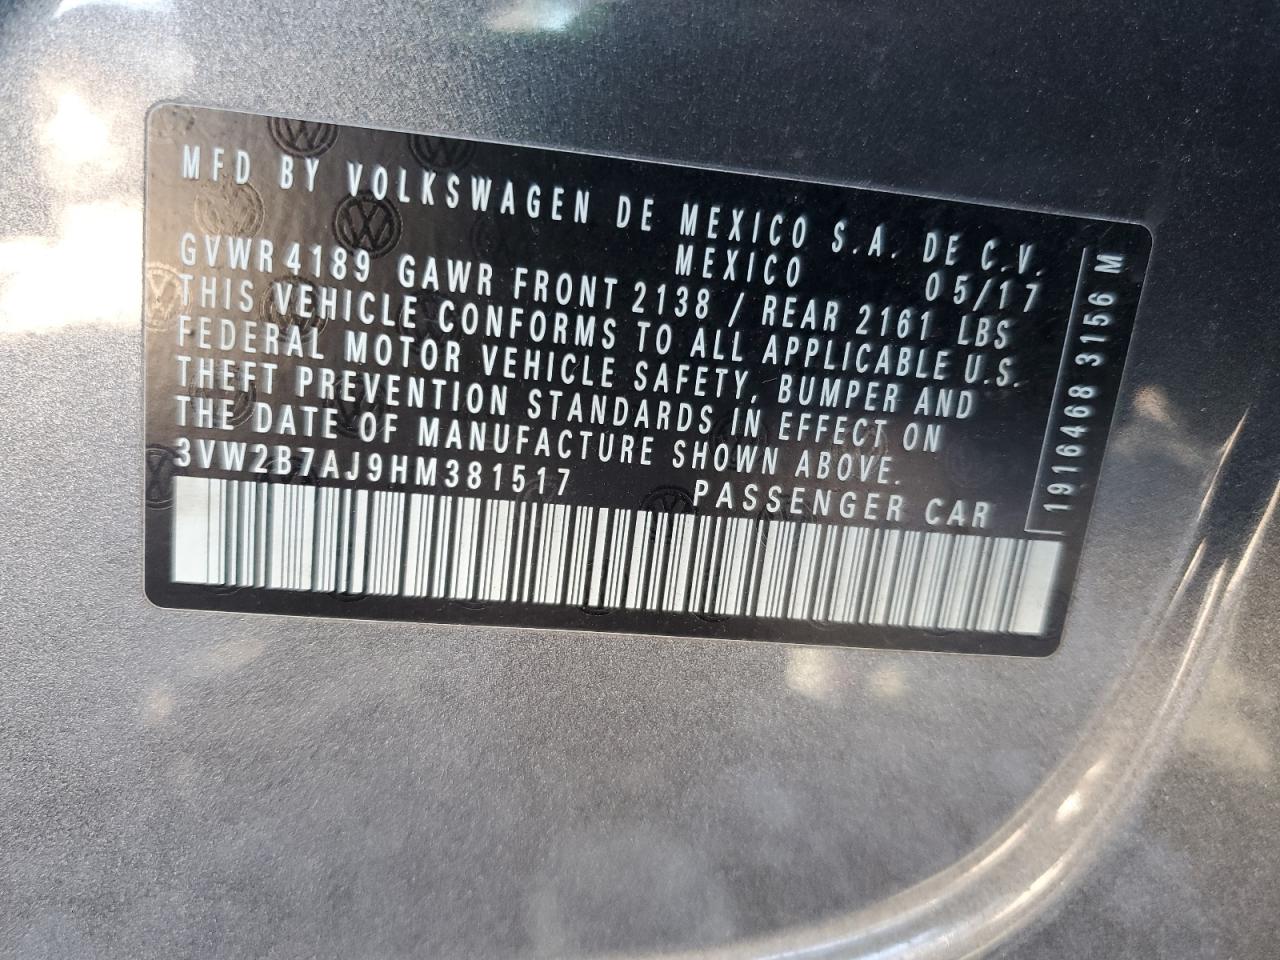 MFD BY VOLKSWAGEN DE MEXICO S.A. DE C.V.
MEXICO 05/17
GVWR 4189 GAWR FRONT 2138 / REAR 2161 LBS
THIS VEHICLE CONFORMS TO ALL APPLICABLE U.S.
FEDERAL MOTOR VEHICLE SAFETY, BUMPER AND
THEFT PREVENTION STANDARDS IN EFFECT ON
THE DATE OF MANUFACTURE SHOWN ABOVE.
3VW2B7AJ9HM381517 PASSENGER CAR
1916468 3156 M